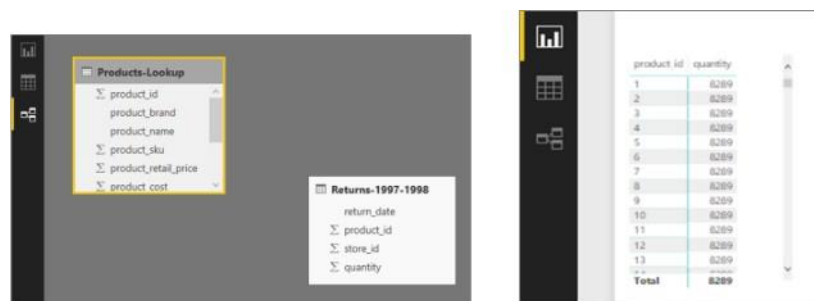 Products-Lookup
Σ product_id
product_brand
product_name
Σ product_sku
Σ product_retail_price
Σ product_cost
Returns-1997-1998
return_date
Σ product_id
Σ store_id
Σ quantity
product_id quantity
1 8289
2 8289
3 8289
4 8289
5 8289
6 8289
7 8289
8 8289
9 8289
10 8289
11 8289
12 8289
13 8289
Total 8289